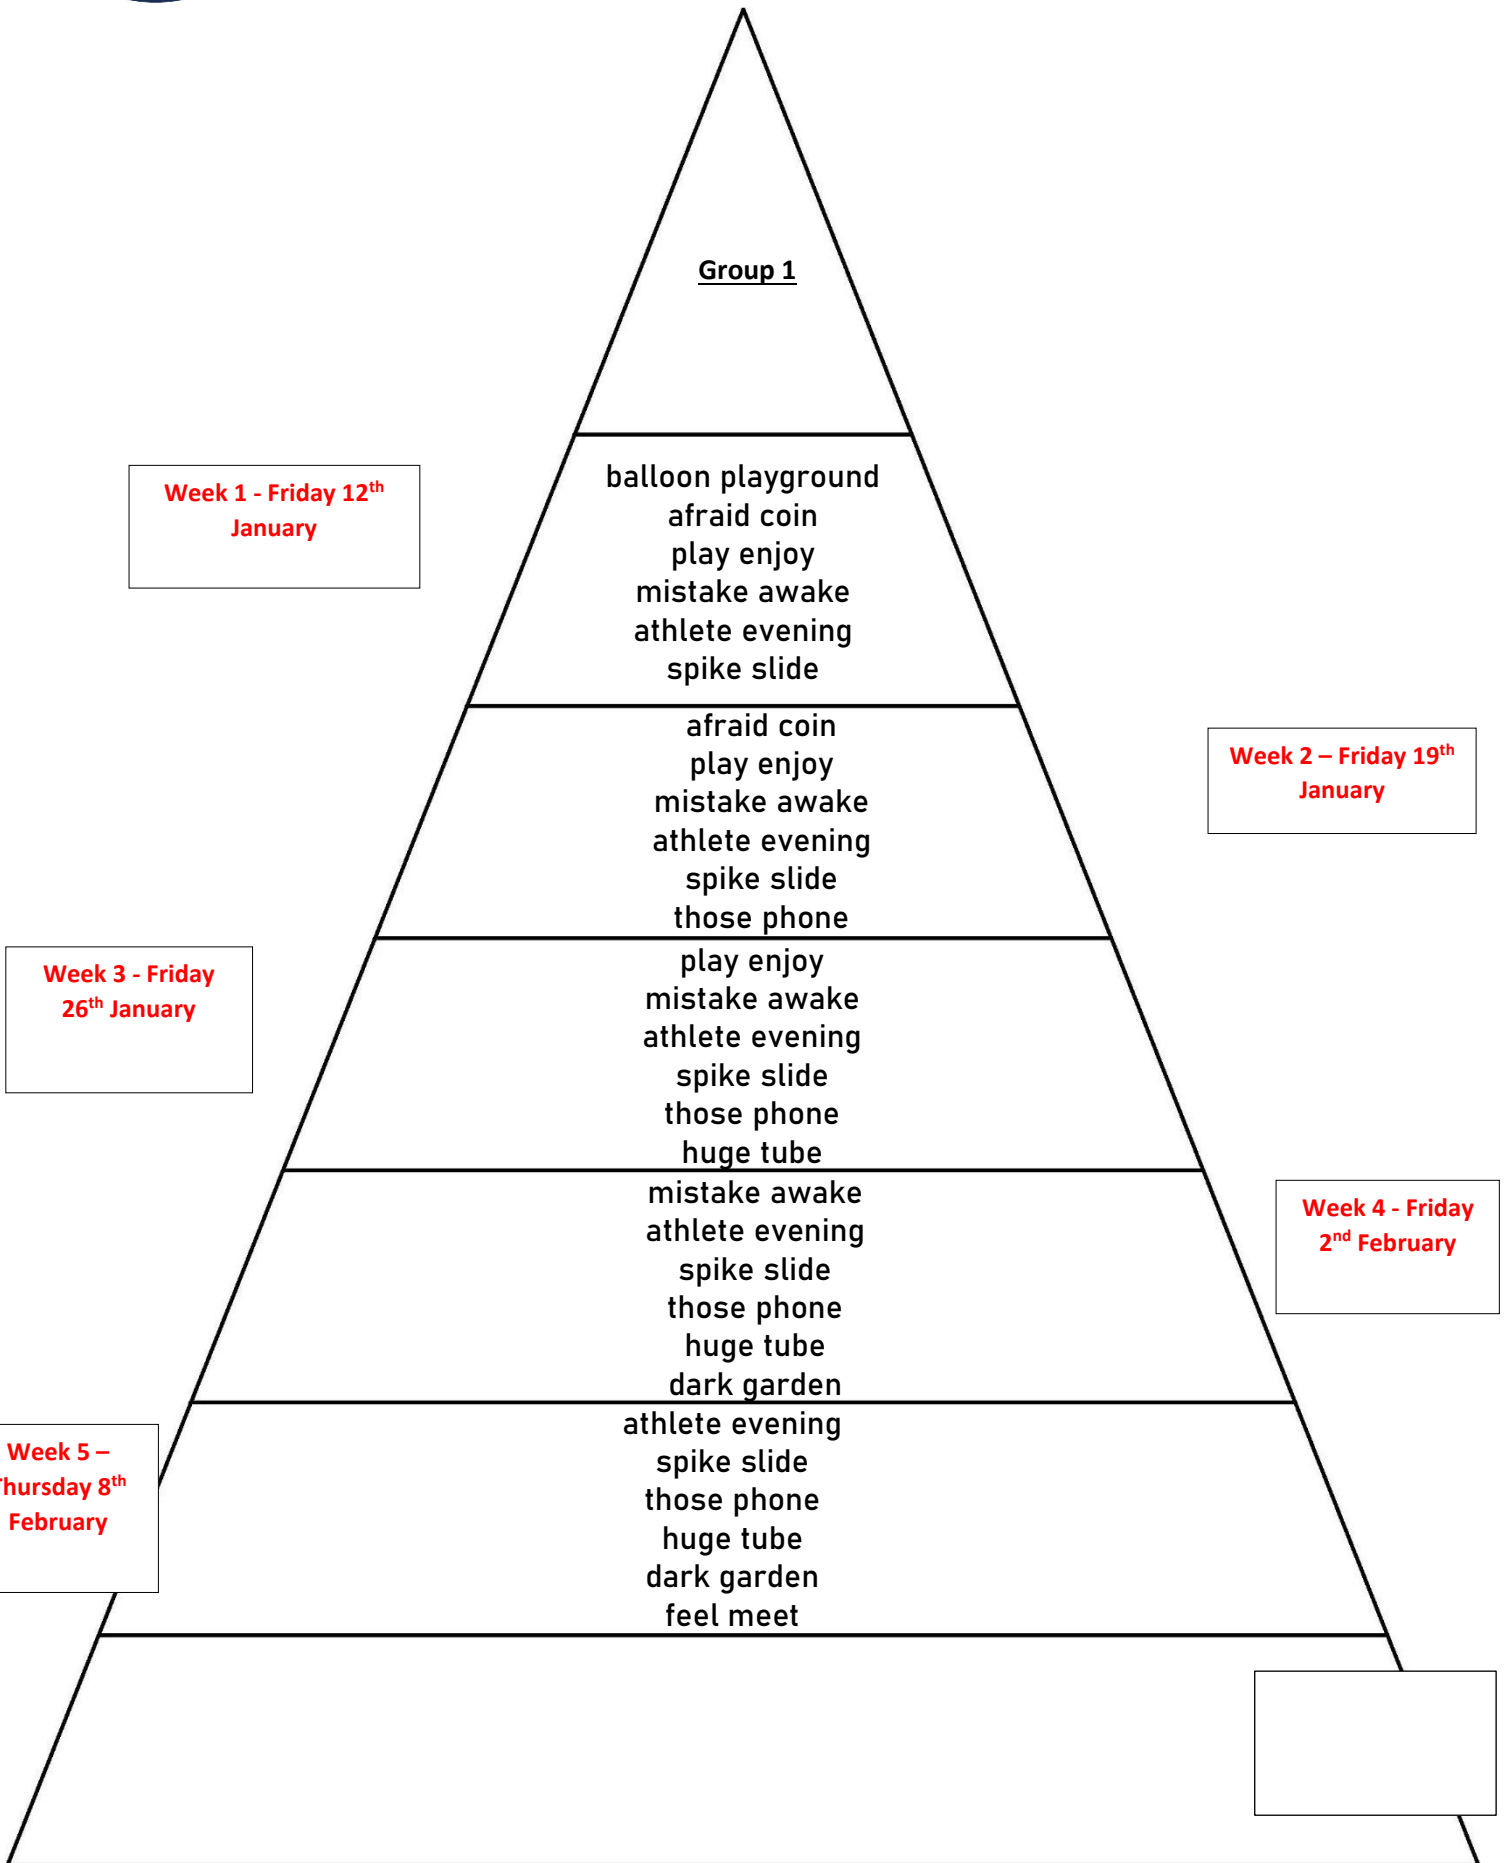 Group 1
Week 1 - Friday 12th
January
balloon playground
afraid coin
play enjoy
mistake awake
athlete evening
spike slide
Week 2 – Friday 19th
January
afraid coin
play enjoy
mistake awake
athlete evening
spike slide
those phone
Week 3 - Friday
26th January
play enjoy
mistake awake
athlete evening
spike slide
those phone
huge tube
Week 4 - Friday
2nd February
mistake awake
athlete evening
spike slide
those phone
huge tube
dark garden
Week 5 –
Thursday 8th
February
athlete evening
spike slide
those phone
huge tube
dark garden
feel meet